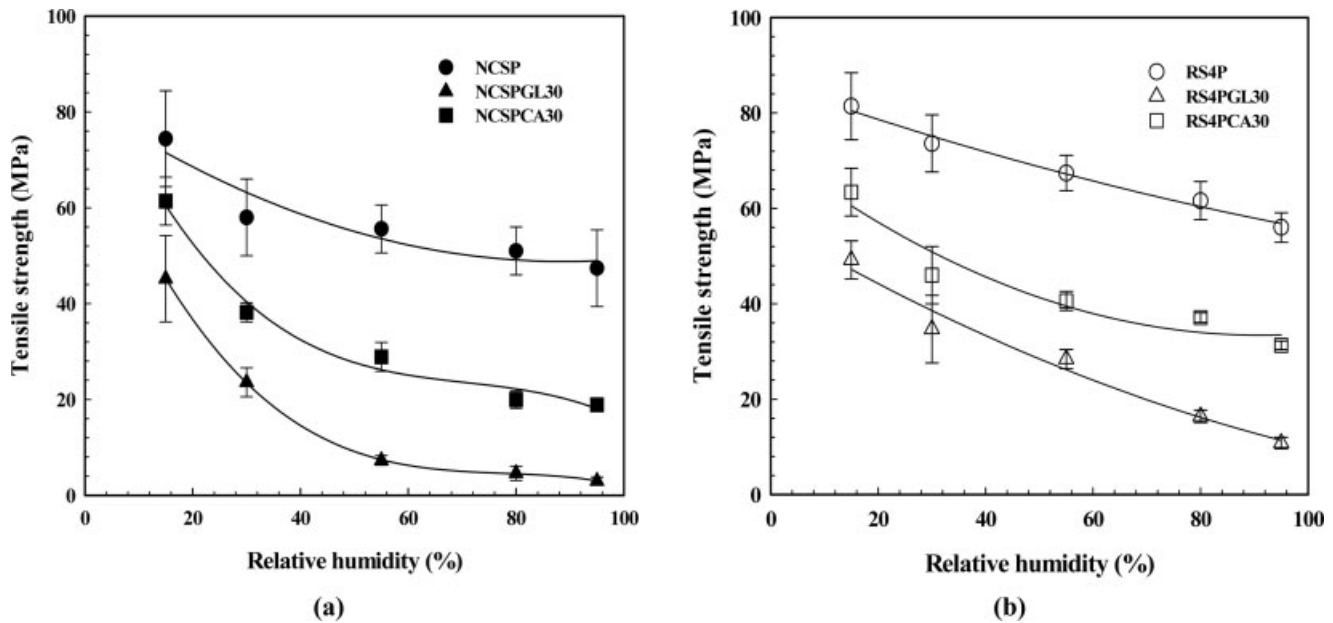 100
80
60
40
20
0
Tensile strength (MPa)
NCSP
NCSPGL30
NCSPCA30
0 20 40 60 80 100
Relative humidity (%)
(a)
100
80
60
40
20
0
Tensile strength (MPa)
RS4P
RS4PGL30
RS4PCA30
0 20 40 60 80 100
Relative humidity (%)
(b)